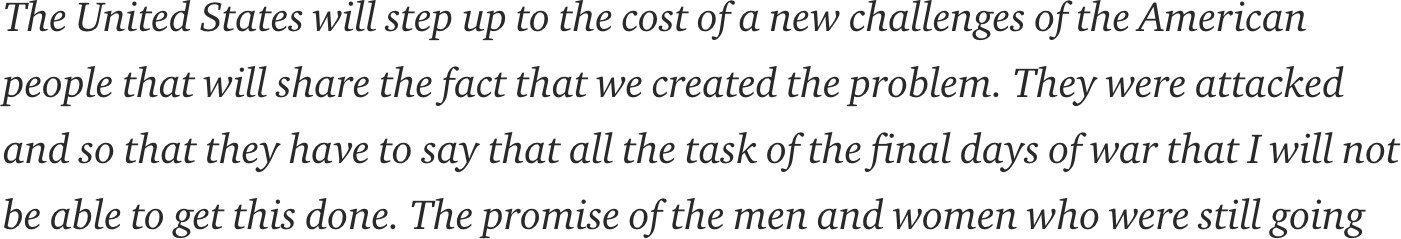 The United States will step up to the cost of a new challenges of the American
people that will share the fact that we created the problem. They were attacked
and so that they have to say that all the task of the final days of war that I will not
be able to get this done. The promise of the men and women who were still going